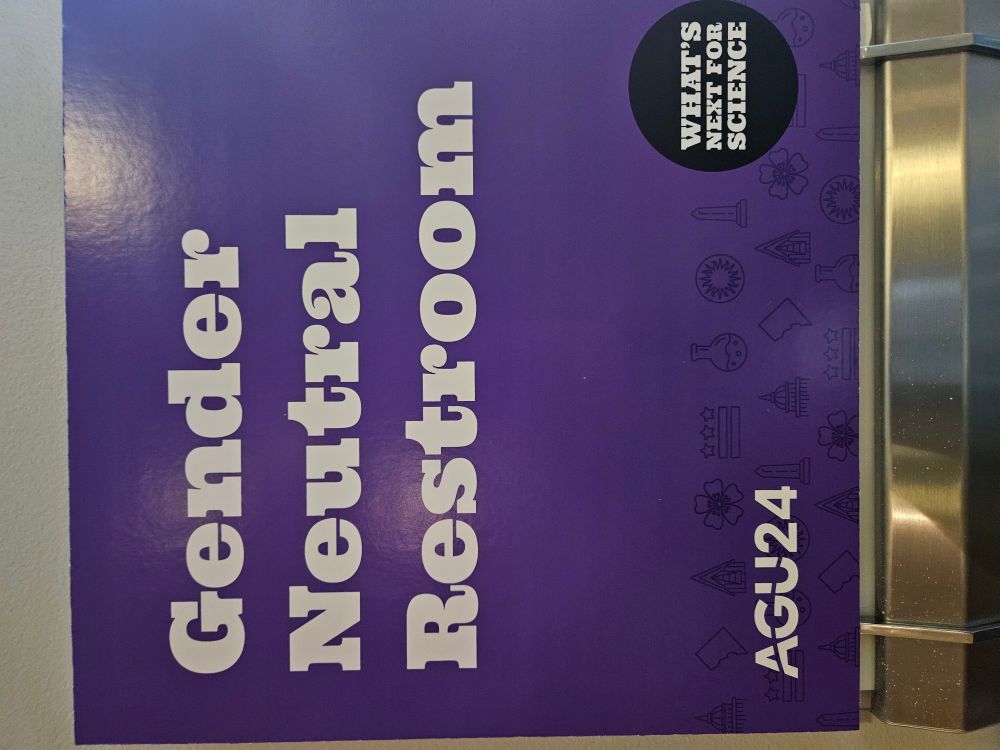 Gender
Neutral
Restroom
AGU24
WHAT'S
NEXT FOR
SCIENCE